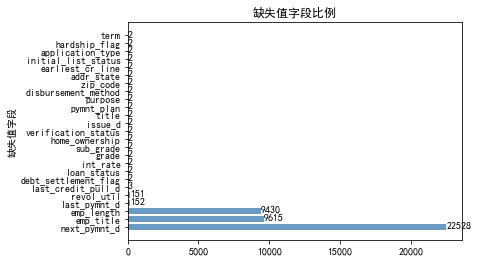 缺失值字段比例
缺失值字段
term 2
hardship_flag 2
application_type 2
initial_list_status 2
earliest_cr_line 2
addr_state 2
zip_code 2
disbursement_method 2
purpose 2
pymnt_plan 2
title 2
issue_d 2
verification_status 2
home_ownership 2
sub_grade 2
grade 2
int_rate 2
loan_status 2
debt_settlement_flag 2
last_credit_pull_d 3
revol_util 151
last_pymnt_d 152
emp_length 9430
emp_title 9615
next_pymnt_d 22528
0 5000 10000 15000 20000